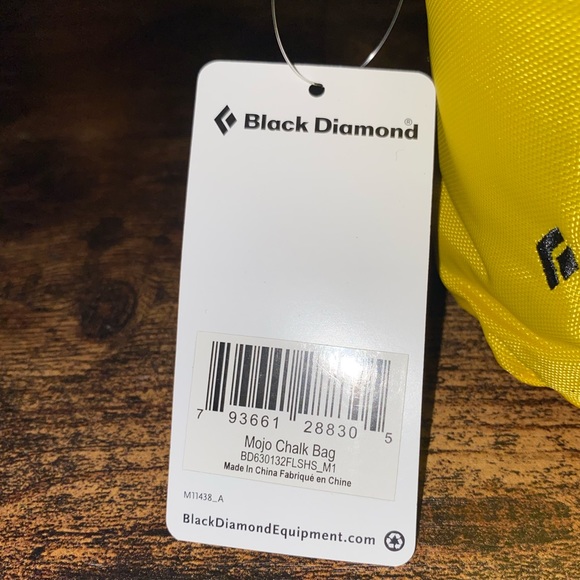 Black Diamond®
7 93661 28830 5
Mojo Chalk Bag
BD630132FLSHS_M1
Made In China Fabriqué en Chine
M11438_A
BlackDiamondEquipment.com